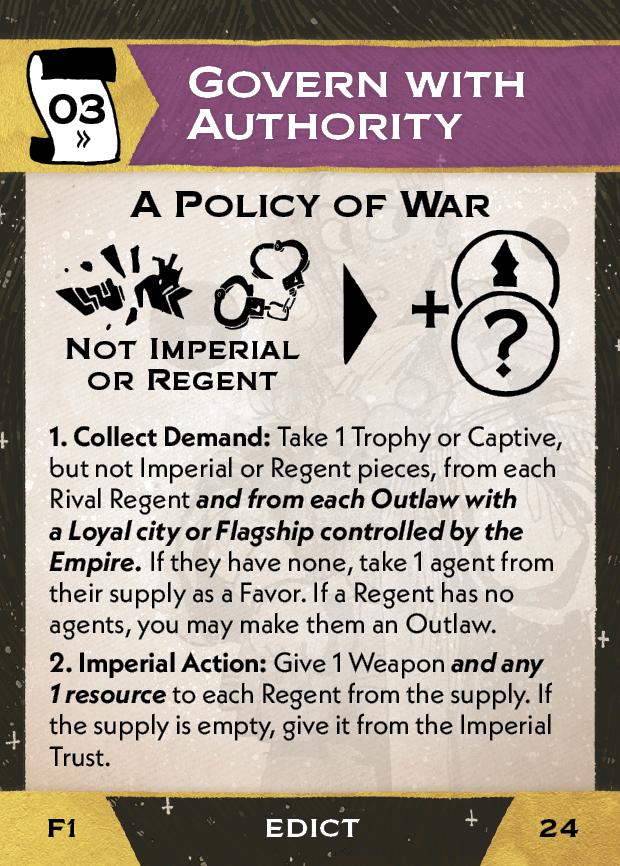 03
»
GOVERN WITH
AUTHORITY
A POLICY OF WAR
NOT IMPERIAL
OR REGENT
+
?
1. Collect Demand: Take 1 Trophy or Captive,
but not Imperial or Regent pieces, from each
Rival Regent and from each Outlaw with
a Loyal city or Flagship controlled by the
Empire. If they have none, take 1 agent from
their supply as a Favor. If a Regent has no
agents, you may make them an Outlaw.
2. Imperial Action: Give 1 Weapon and any
1 resource to each Regent from the supply. If
the supply is empty, give it from the Imperial
Trust.
F1
EDICT
24